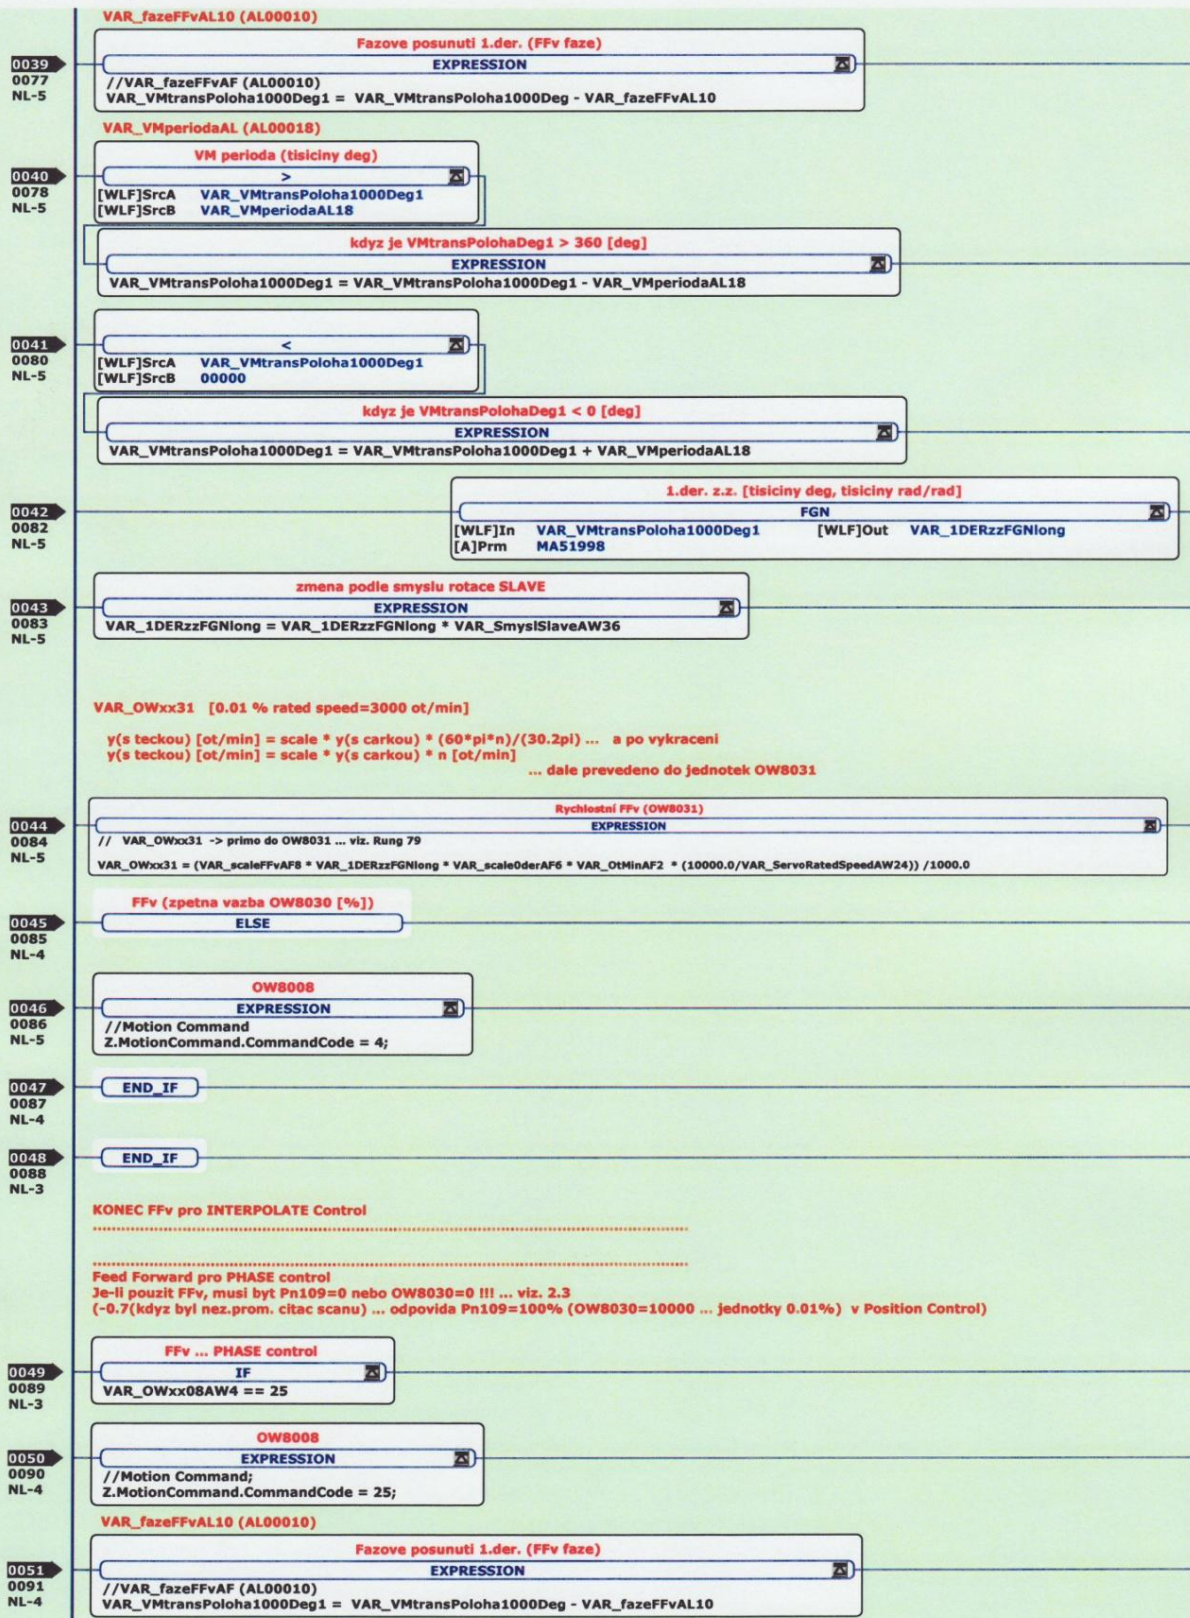 VAR_fazeFFvAL10 (AL00010)
Fazove posunuti 1.der. (FFv faze)
0039
EXPRESSION
0077
//VAR_fazeFFvAF (AL00010)
NL-5
VAR_VMtransPoloha1000Deg1 = VAR_VMtransPoloha1000Deg - VAR_fazeFFvAL10
VAR_VMperiodaAL (AL00018)
VM perioda (tisiciny deg)
0040
>
0078
[WLF]SrcA VAR_VMtransPoloha1000Deg1
NL-5
[WLF]SrcB VAR_VMperiodaAL18
kdyz je VMtransPolohaDeg1 > 360 [deg]
EXPRESSION
VAR_VMtransPoloha1000Deg1 = VAR_VMtransPoloha1000Deg1 - VAR_VMperiodaAL18
0041
<
0080
[WLF]SrcA VAR_VMtransPoloha1000Deg1
NL-5
[WLF]SrcB 00000
kdyz je VMtransPolohaDeg1 < 0 [deg]
EXPRESSION
VAR_VMtransPoloha1000Deg1 = VAR_VMtransPoloha1000Deg1 + VAR_VMperiodaAL18
1.der. z.z. [tisiciny deg, tisiciny rad/rad]
0042
FGN
0082
[WLF]In VAR_VMtransPoloha1000Deg1 [WLF]Out VAR_1DERzzFGNlong
NL-5
[A]Prm MA51998
zmena podle smyslu rotace SLAVE
0043
EXPRESSION
0083
VAR_1DERzzFGNlong = VAR_1DERzzFGNlong * VAR_SmyslSlaveAW36
NL-5
VAR_OWxx31 [0.01 % rated speed=3000 ot/min]
y(s teckou) [ot/min] = scale * y(s carkou) * (60*pi*n)/(30.2pi) ... a po vykraceni
y(s teckou) [ot/min] = scale * y(s carkou) * n [ot/min]
... dale prevedeno do jednotek OW8031
Rychlostní FFv (OW8031)
0044
EXPRESSION
0084
// VAR_OWxx31 -> primo do OW8031 ... viz. Rung 79
NL-5
VAR_OWxx31 = (VAR_scaleFFvAF8 * VAR_1DERzzFGNlong * VAR_scale0derAF6 * VAR_OtMinAF2 * (10000.0/VAR_ServoRatedSpeedAW24)) /1000.0
FFv (zpetna vazba OW8030 [%])
0045
ELSE
0085
NL-4
OW8008
0046
EXPRESSION
0086
//Motion Command
NL-5
Z.MotionCommand.CommandCode = 4;
0047
END_IF
0087
NL-4
0048
END_IF
0088
NL-3
KONEC FFv pro INTERPOLATE Control
Feed Forward pro PHASE control
Je-li pouzit FFv, musi byt Pn109=0 nebo OW8030=0 !!! ... viz. 2.3
(-0.7(kdyz byl nez.prom. citac scanu) ... odpovida Pn109=100% (OW8030=10000 ... jednotky 0.01%) v Position Control)
FFv ... PHASE control
0049
IF
0089
VAR_OWxx08AW4 == 25
NL-3
OW8008
0050
EXPRESSION
0090
//Motion Command;
NL-4
Z.MotionCommand.CommandCode = 25;
VAR_fazeFFvAL10 (AL00010)
Fazove posunuti 1.der. (FFv faze)
0051
EXPRESSION
0091
//VAR_fazeFFvAF (AL00010)
NL-4
VAR_VMtransPoloha1000Deg1 = VAR_VMtransPoloha1000Deg - VAR_fazeFFvAL10